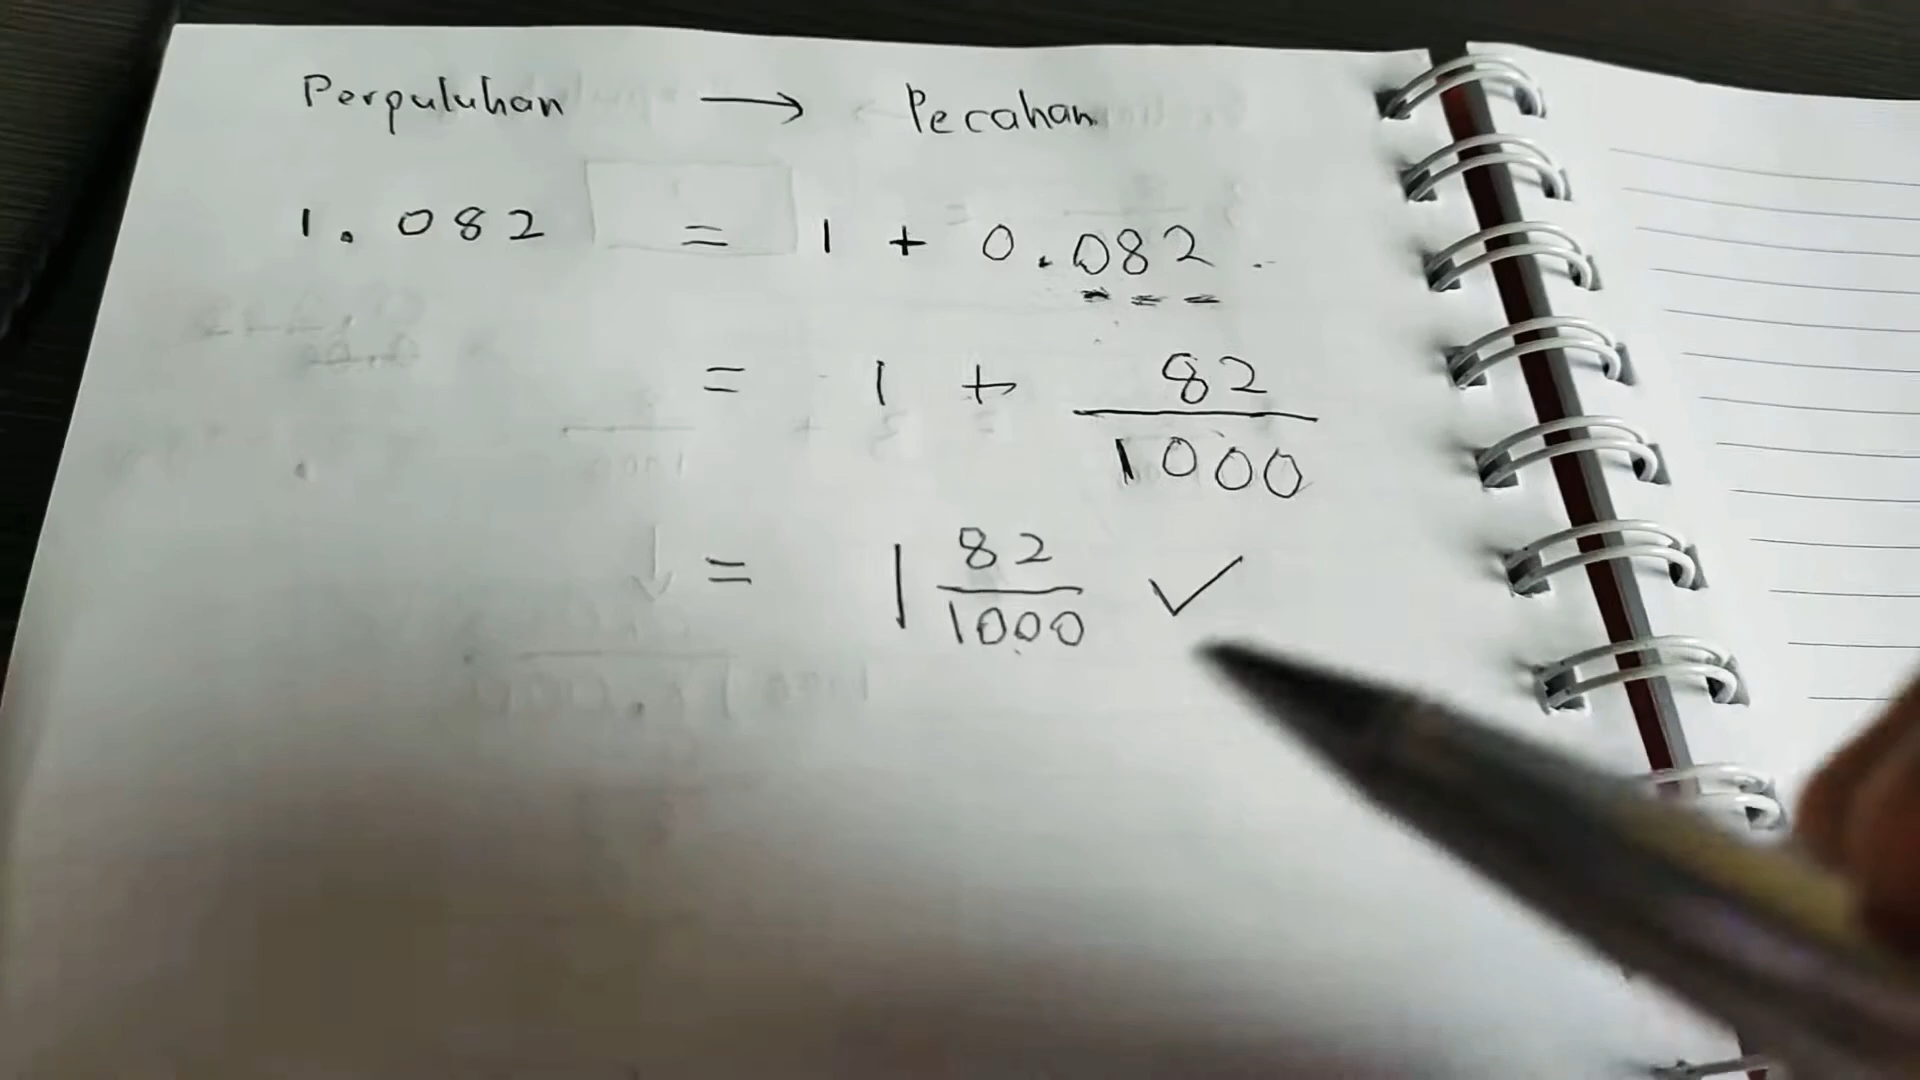 Perpuluhan → Pecahan
1.082 = 1 + 0.082
= 1 + 82/1000
= 1 82/1000 ✓